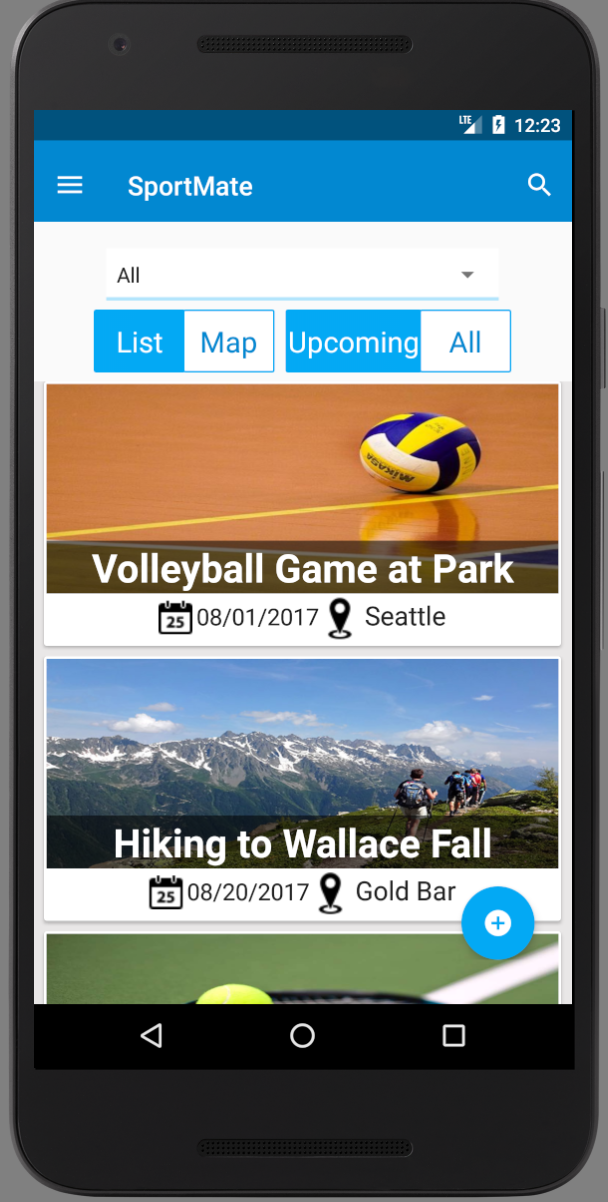 LTE 12:23
SportMate
All
List Map Upcoming All
MIKASA
Volleyball Game at Park
25 08/01/2017 Seattle
Hiking to Wallace Fall
25 08/20/2017 Gold Bar